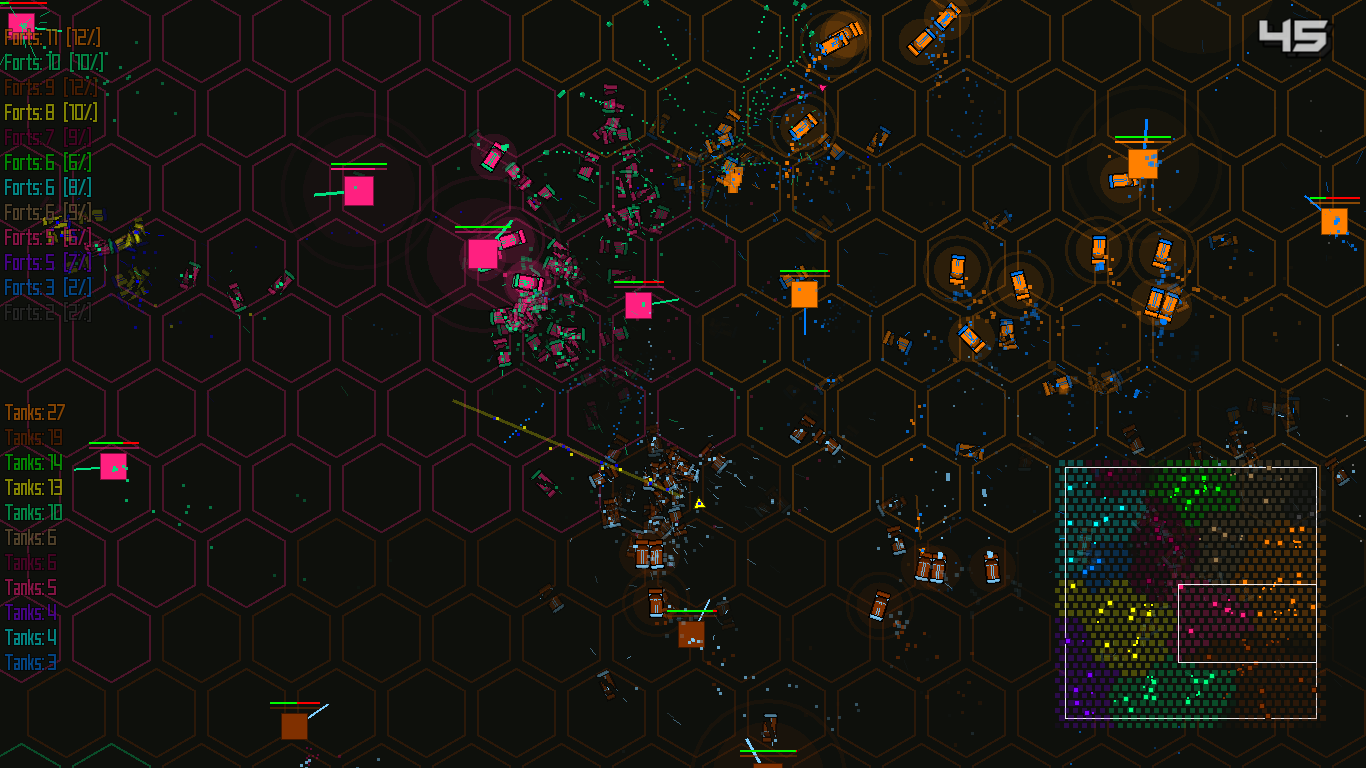 45
Forts: 11 [12%]
Forts: 10 [10%]
Forts: 9 [12%]
Forts: 8 [10%]
Forts: 7 [9%]
Forts: 6 [6%]
Forts: 6 [8%]
Forts: 6 [9%]
Forts: 5 [6%]
Forts: 5 [7%]
Forts: 3 [2%]
Forts: 2 [2%]
Tanks: 27
Tanks: 19
Tanks: 14
Tanks: 13
Tanks: 10
Tanks: 6
Tanks: 6
Tanks: 5
Tanks: 4
Tanks: 4
Tanks: 3